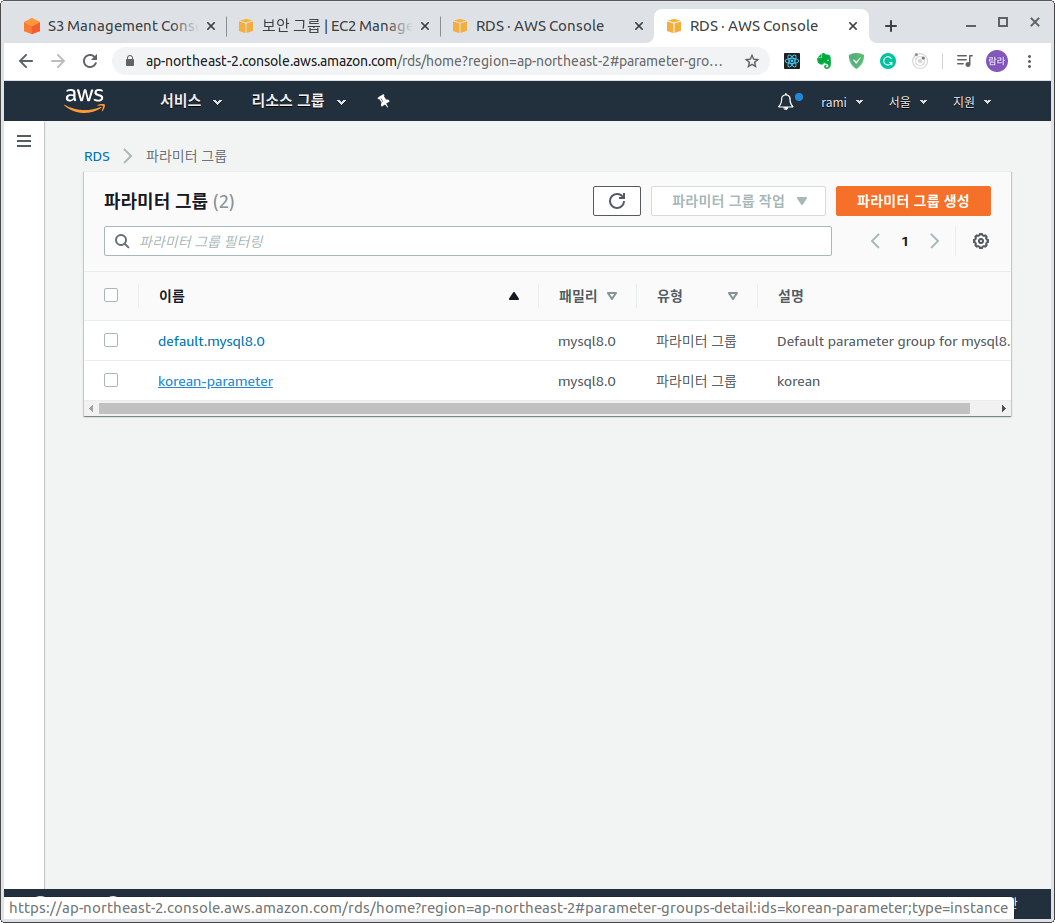 S3 Management Cons
보안 그룹 | EC2 Manage
RDS · AWS Console
RDS · AWS Console
ap-northeast-2.console.aws.amazon.com/rds/home?region=ap-northeast-2#parameter-gro...
람라
aws
서비스
리소스 그룹
rami
서울
지원
RDS
파라미터 그룹
파라미터 그룹 (2)
파라미터 그룹 작업
파라미터 그룹 생성
파라미터 그룹 필터링
1
이름 패밀리 유형 설명
default.mysql8.0 mysql8.0 파라미터 그룹 Default parameter group for mysql8.
korean-parameter mysql8.0 파라미터 그룹 korean
https://ap-northeast-2.console.aws.amazon.com/rds/home?region=ap-northeast-2#parameter-groups-detail:ids=korean-parameter;type=instance